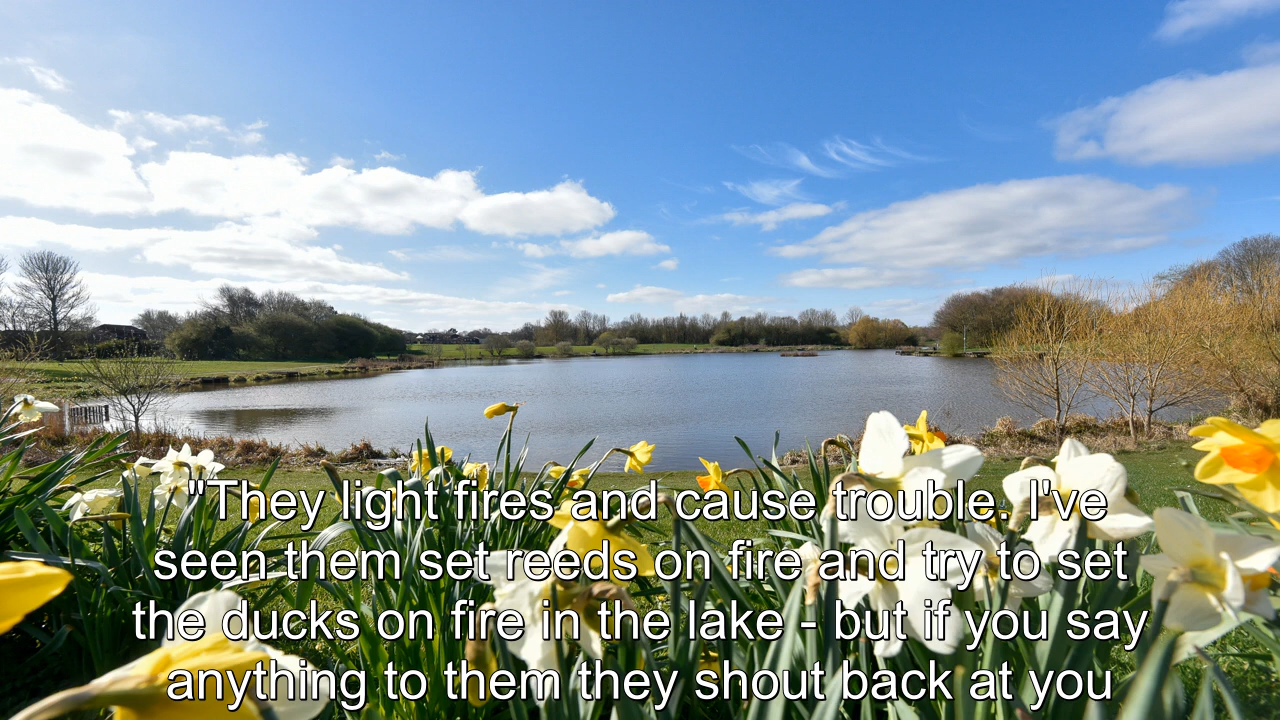 "They light fires and cause trouble. I've
seen them set reeds on fire and try to set
the ducks on fire in the lake - but if you say
anything to them they shout back at you